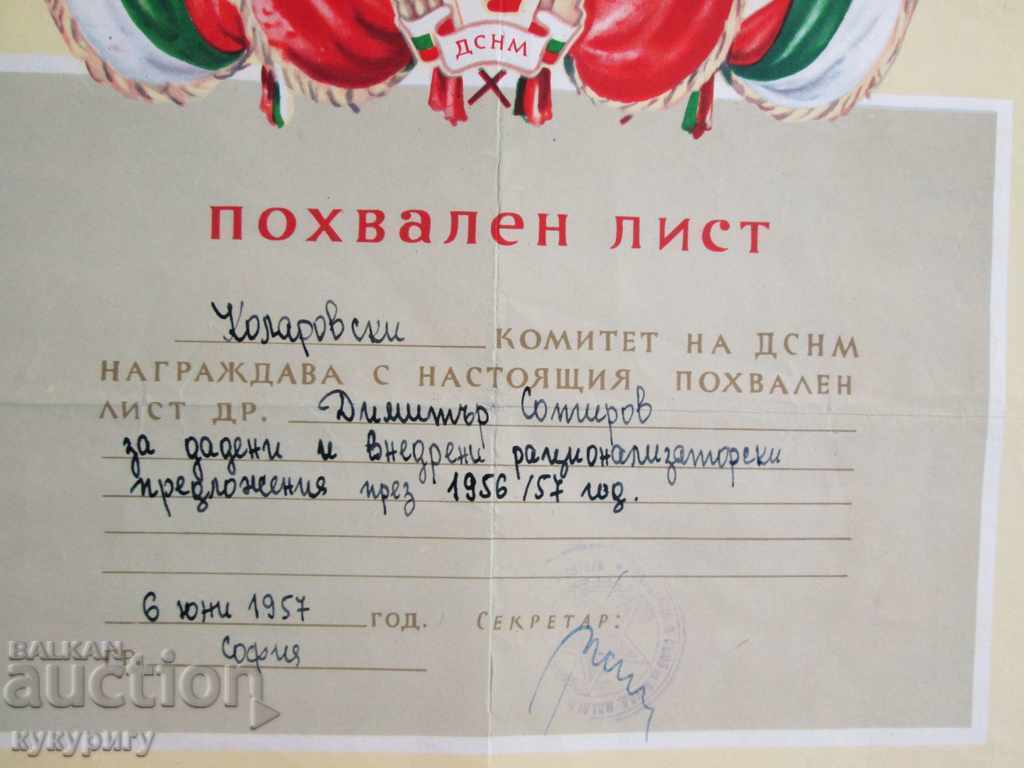 ДСНМ
ПОХВАЛЕН ЛИСТ
Коларовски КОМИТЕТ НА ДСНМ
НАГРАЖДАВА С НАСТОЯЩИЯ ПОХВАЛЕН
ЛИСТ ДР. Димитър Сотиров
за дадени и внедрени рационализаторски
предложения през 1956/57 год.
6 юни 1957 ГОД. СЕКРЕТАР:
ГР. София
BALKAN
auction
кукуригу